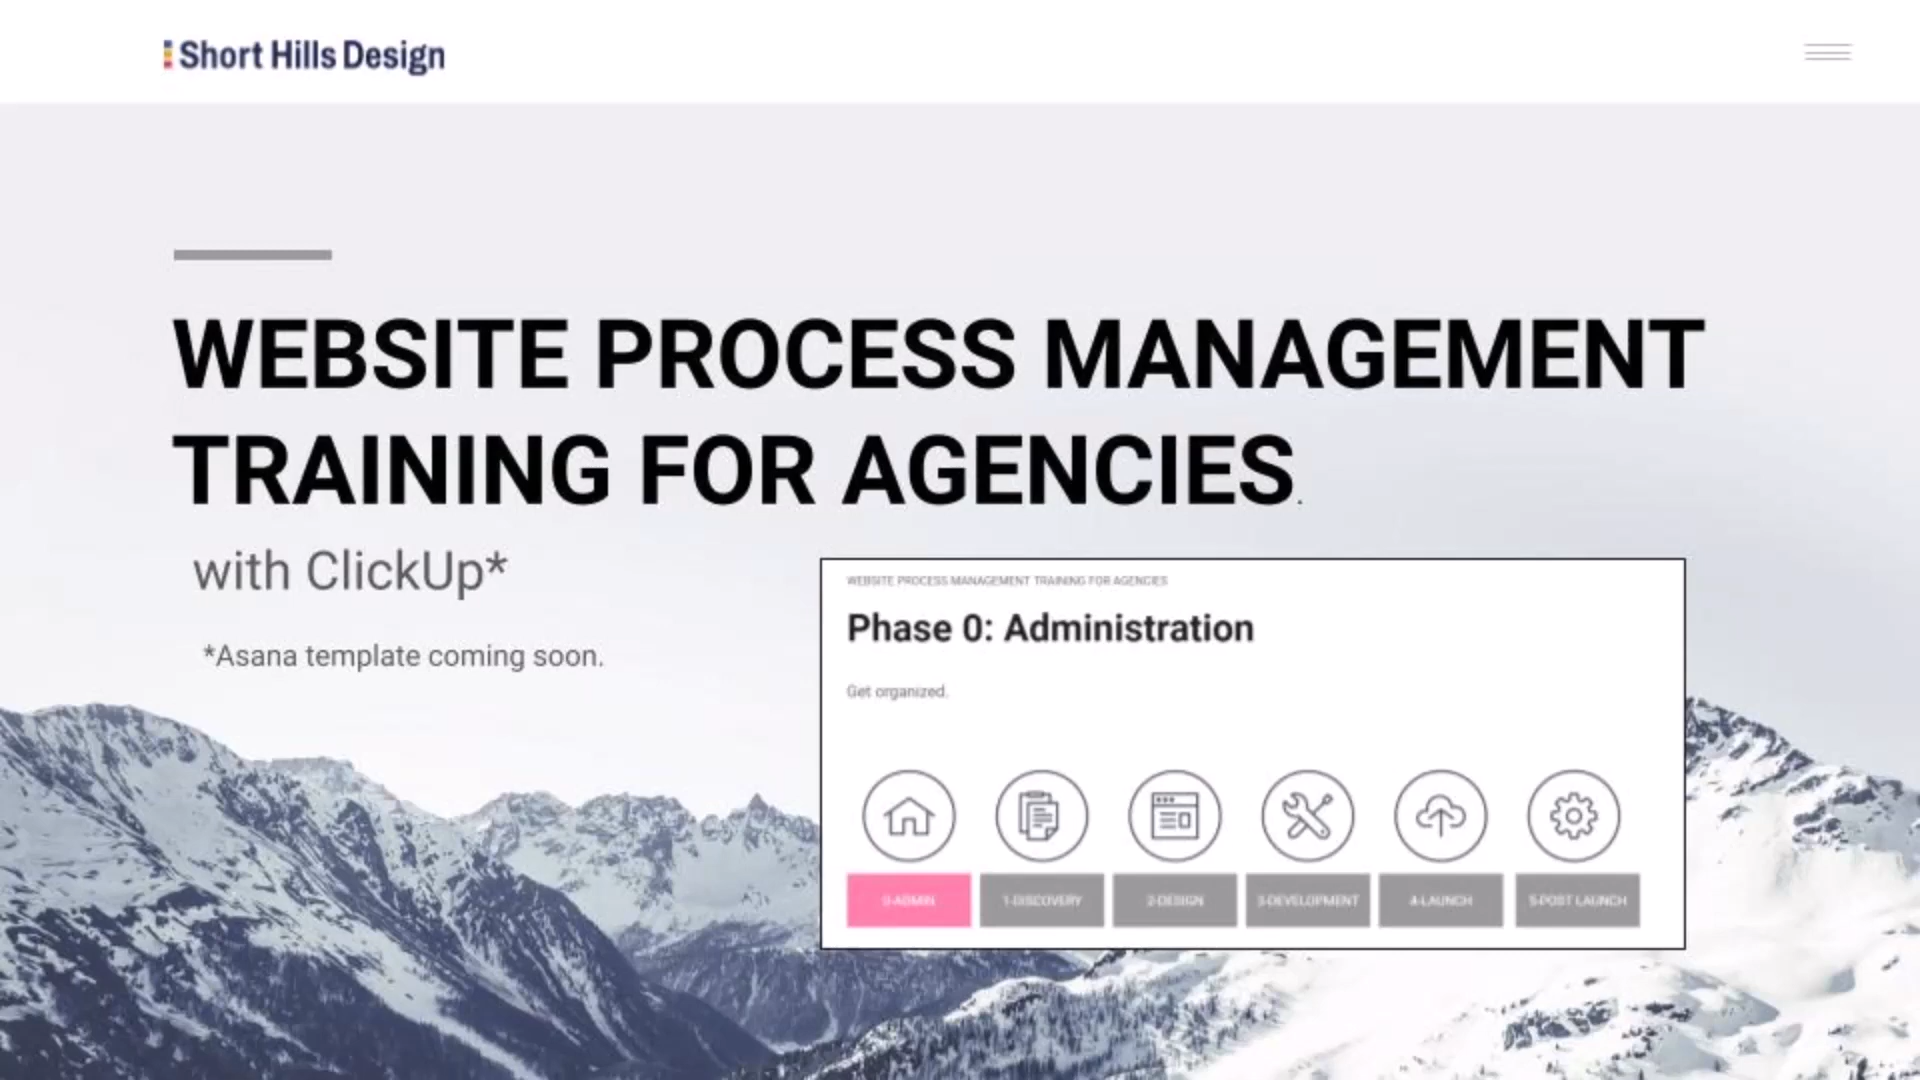 Short Hills Design
WEBSITE PROCESS MANAGEMENT
TRAINING FOR AGENCIES.
with ClickUp*
*Asana template coming soon.
WEBSITE PROCESS MANAGEMENT TRAINING FOR AGENCIES
Phase 0: Administration
Get organized.
0-ADMIN 1-DISCOVERY 2-DESIGN 3-DEVELOPMENT 4-LAUNCH 5-POST LAUNCH